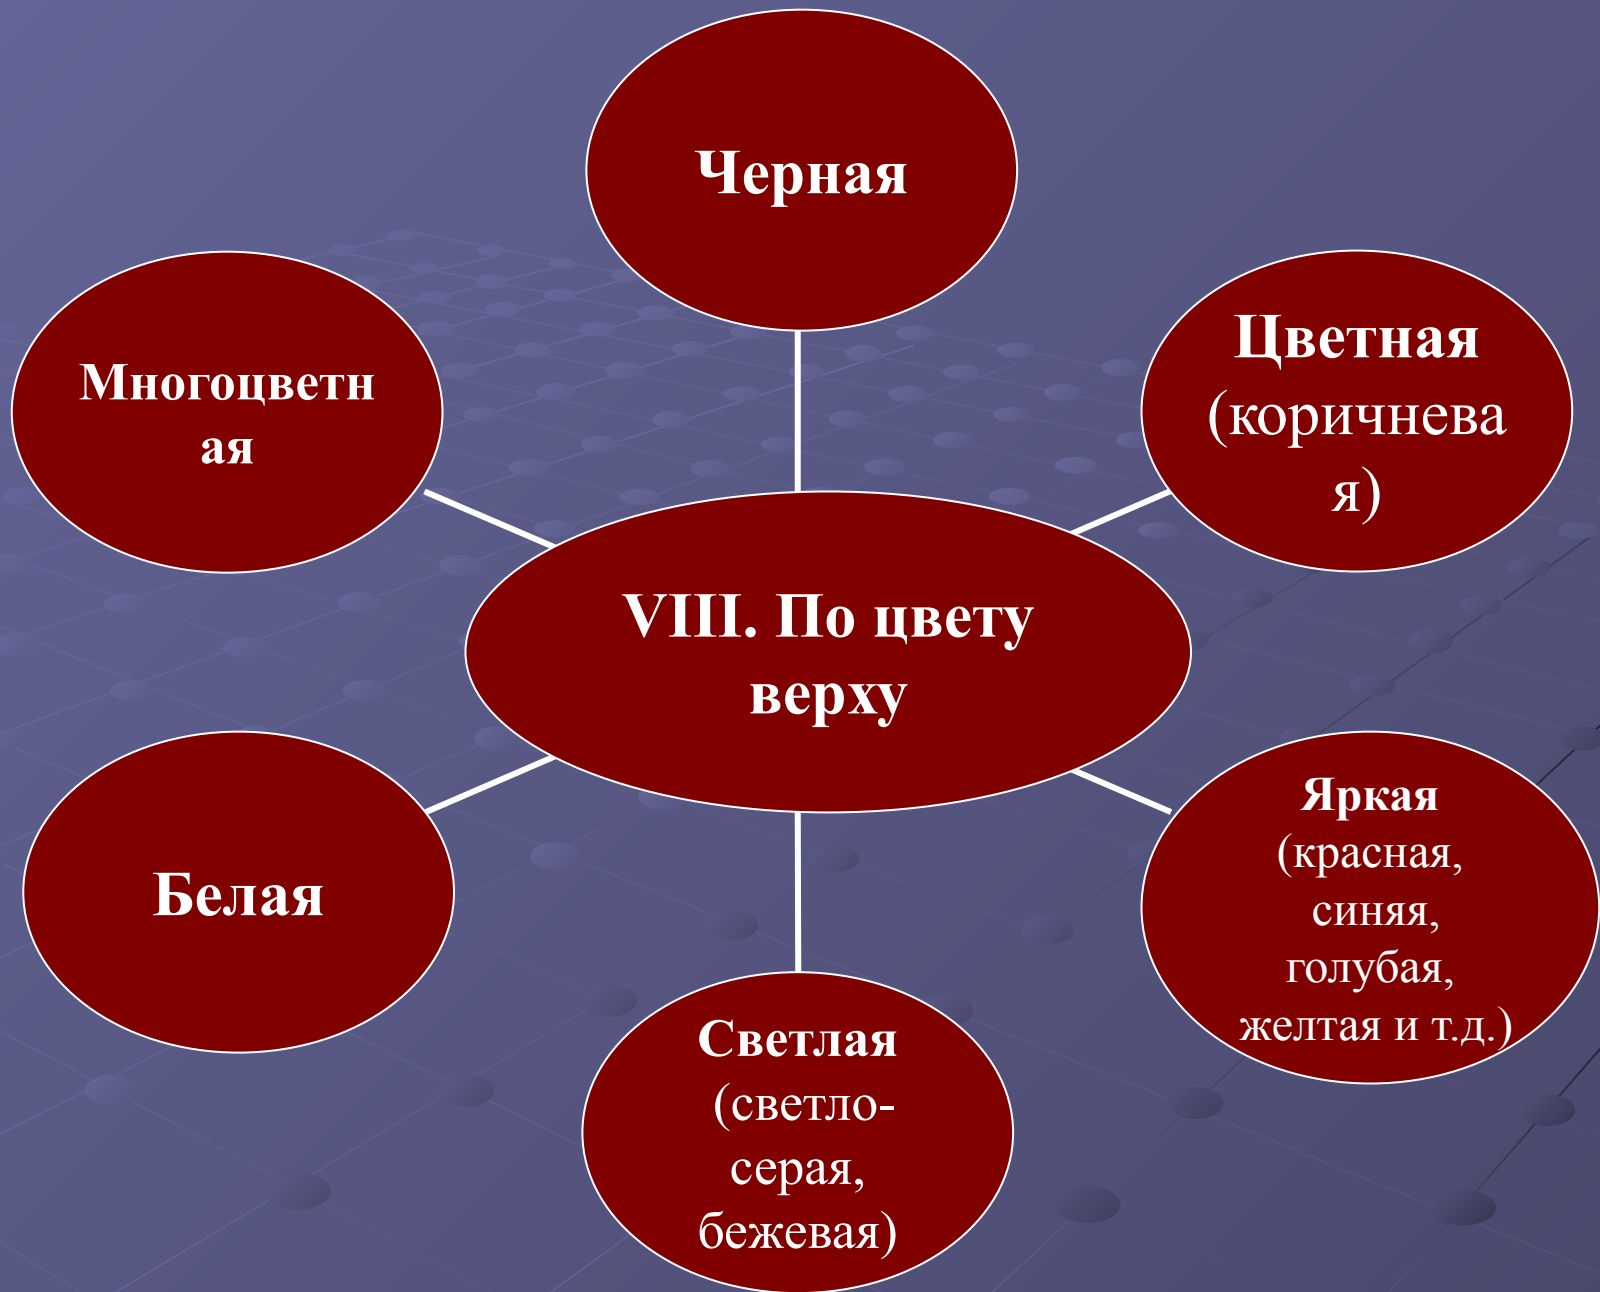 Черная
Цветная
(коричнева
я)
Многоцветн
ая
VIII. По цвету
верху
Яркая
(красная,
синяя,
голубая,
желтая и т.д.)
Белая
Светлая
(светло-
серая,
бежевая)